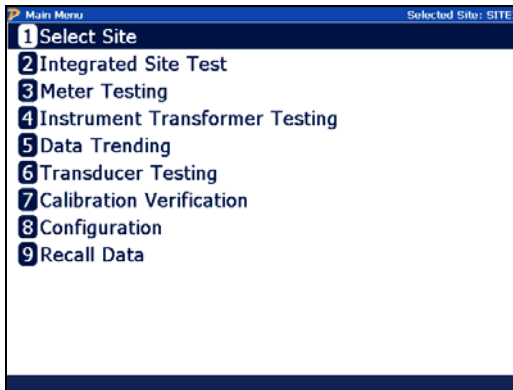 P Main Menu Selected Site: SITE
1 Select Site
2 Integrated Site Test
3 Meter Testing
4 Instrument Transformer Testing
5 Data Trending
6 Transducer Testing
7 Calibration Verification
8 Configuration
9 Recall Data